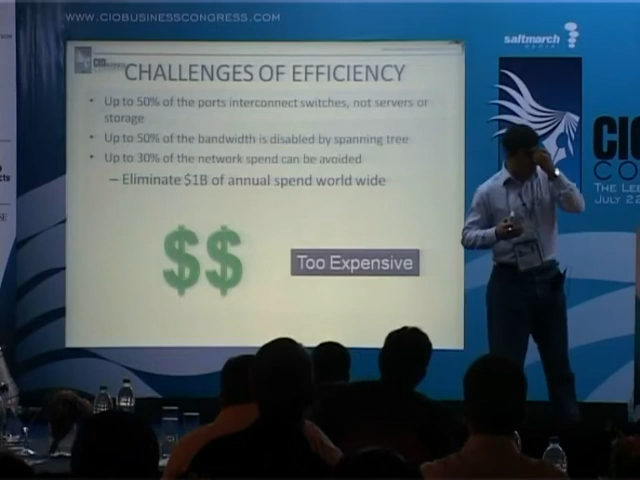 WWW.CIOBUSINESSCONGRESS.COM
saltmarch
MEDIA
CHALLENGES OF EFFICIENCY
• Up to 50% of the ports interconnect switches, not servers or
storage
• Up to 50% of the bandwidth is disabled by spanning tree
• Up to 30% of the network spend can be avoided
– Eliminate $1B of annual spend world wide
$$
Too Expensive
CIO
CO
THE LE
JULY 22